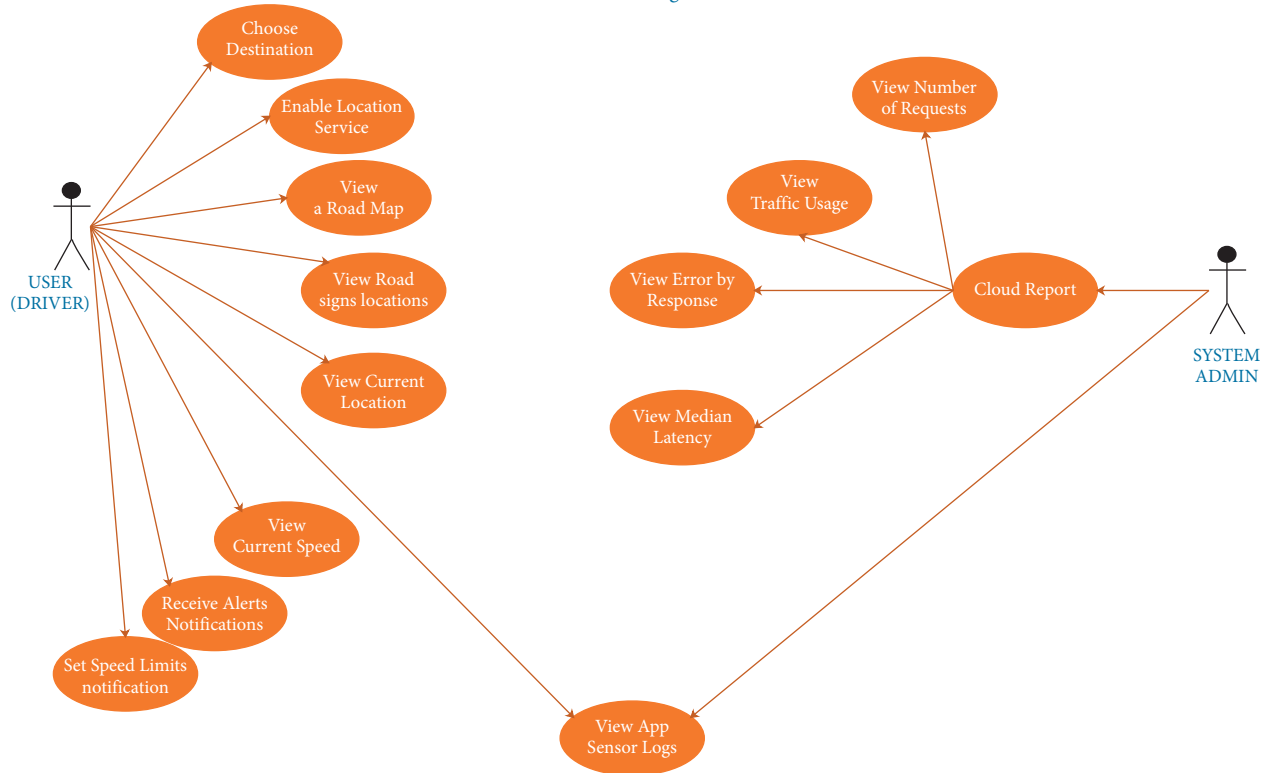 Choose
Destination
Enable Location
Service
View
a Road Map
View Road
signs locations
View Current
Location
View
Current Speed
Receive Alerts
Notifications
Set Speed Limits
notification
USER
(DRIVER)
View App
Sensor Logs
View Number
of Requests
View
Traffic Usage
View Error by
Response
View Median
Latency
Cloud Report
SYSTEM
ADMIN